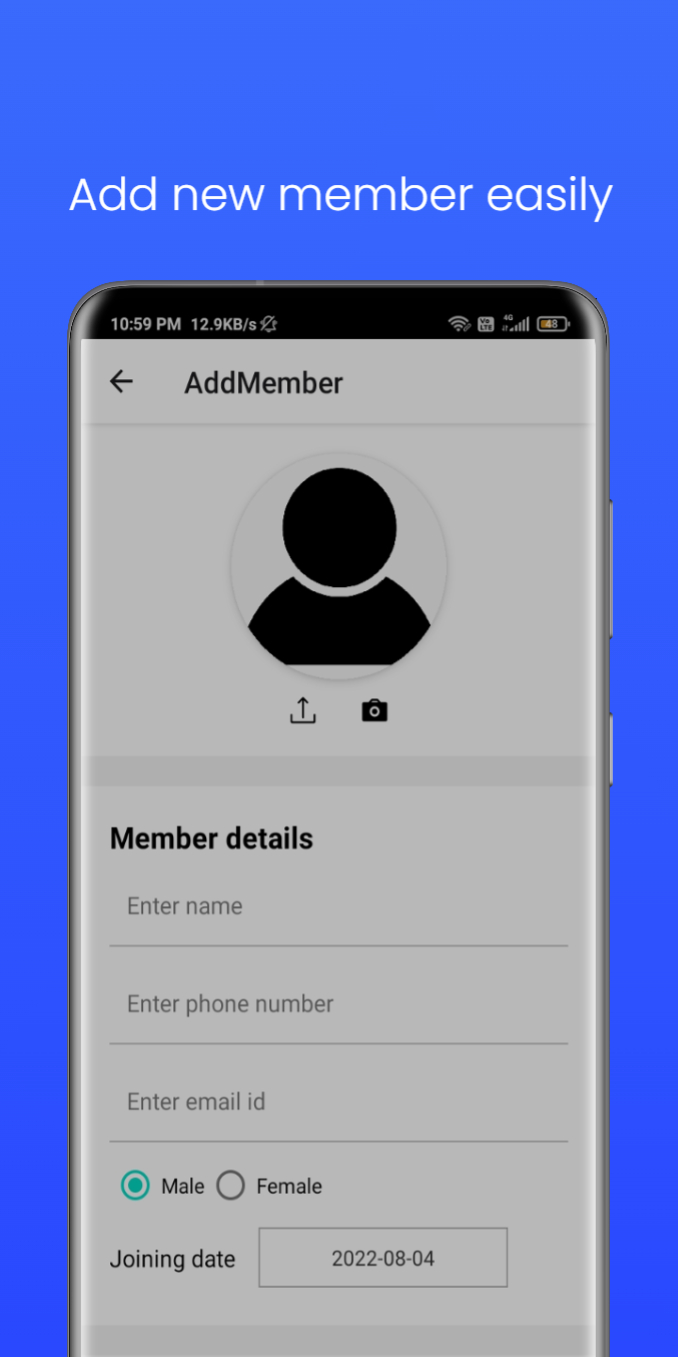 Add new member easily
10:59 PM 12.9KB/s
Vo LTE 4G 48
AddMember
Member details
Enter name
Enter phone number
Enter email id
Male Female
Joining date 2022-08-04